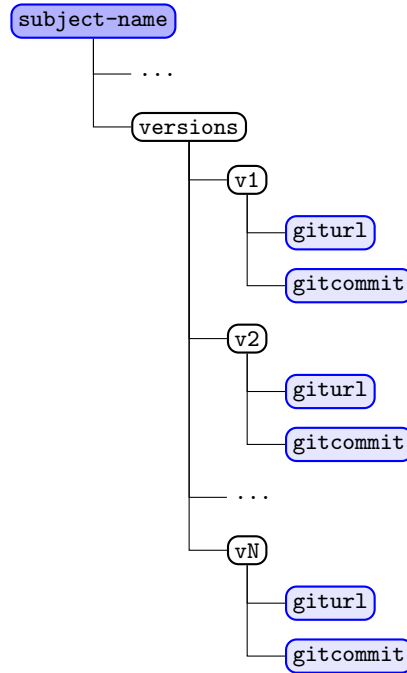 subject-name
...
versions
v1
giturl
gitcommit
v2
giturl
gitcommit
...
vN
giturl
gitcommit